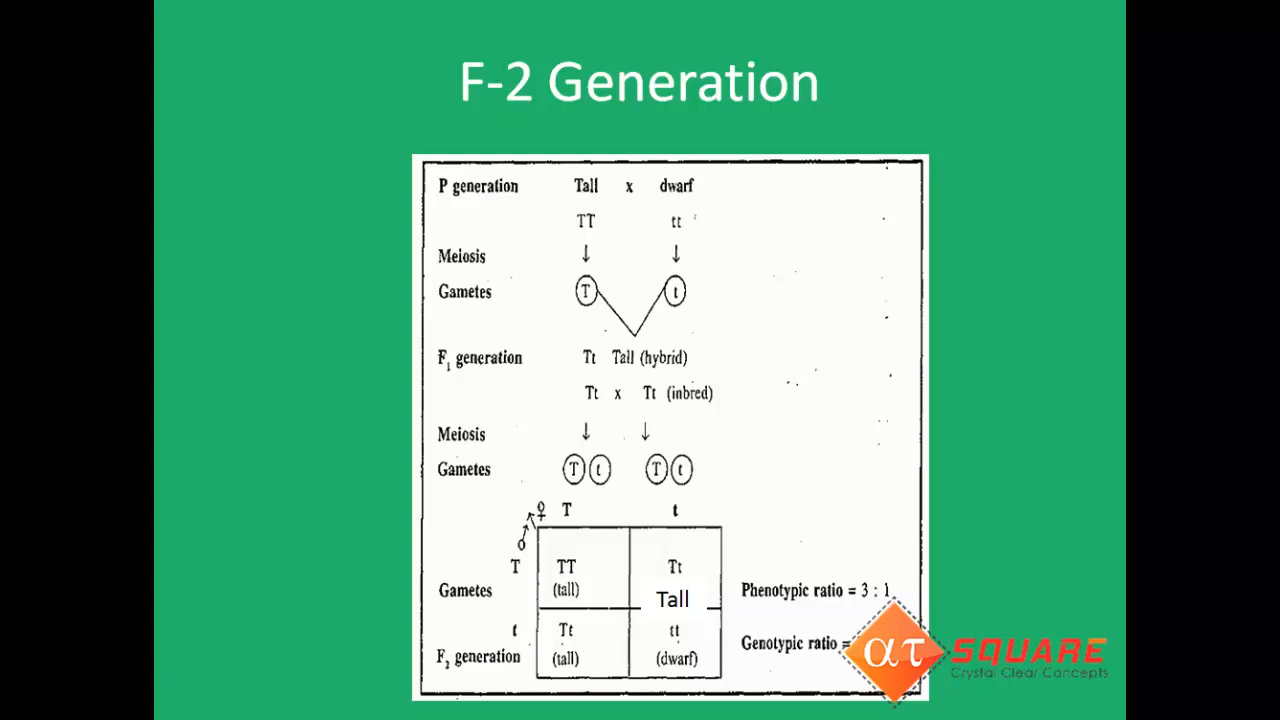 F-2 Generation
P generation Tall x dwarf
TT tt
Meiosis ↓ ↓
Gametes T t
F₁ generation Tt Tall (hybrid)
Tt x Tt (inbred)
Meiosis ↓ ↓
Gametes T t T t
♀ T t
♂
T TT Tt
Gametes (tall) Tall Phenotypic ratio = 3 : 1
t Tt tt
Genotypic ratio =
F₂ generation (tall) (dwarf)
ατ SQUARE
Crystal Clear Concepts